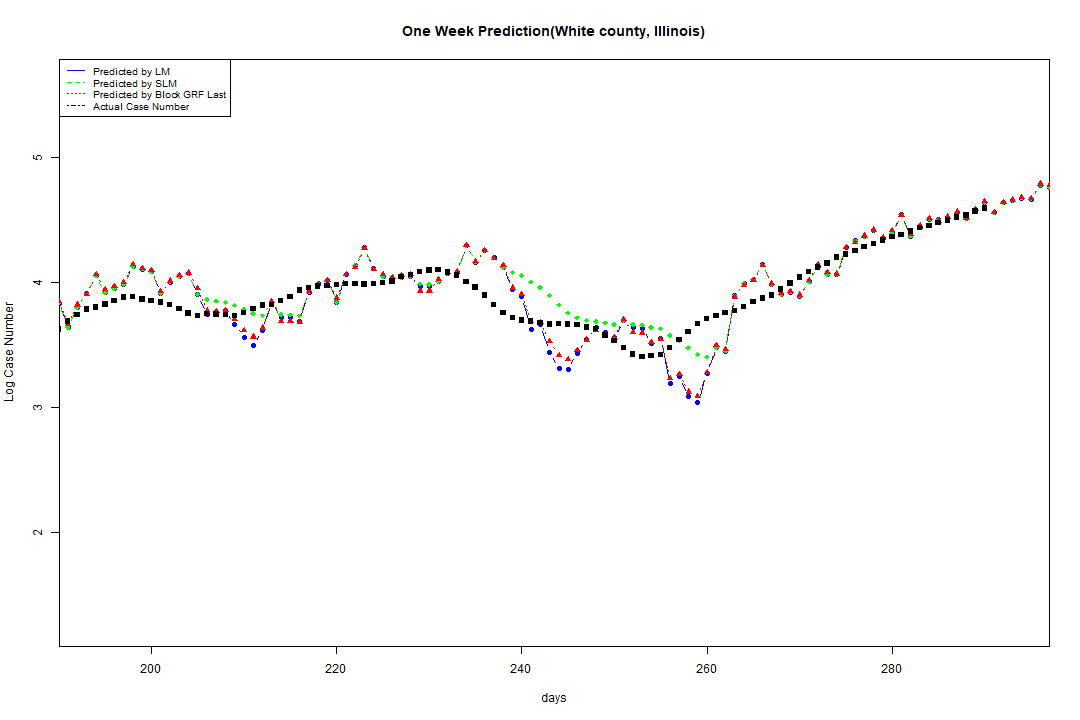 One Week Prediction(White county, Illinois)
Predicted by LM
Predicted by SLM
Predicted by Block GRF Last
Actual Case Number
5
4
3
2
Log Case Number
200 220 240 260 280
days